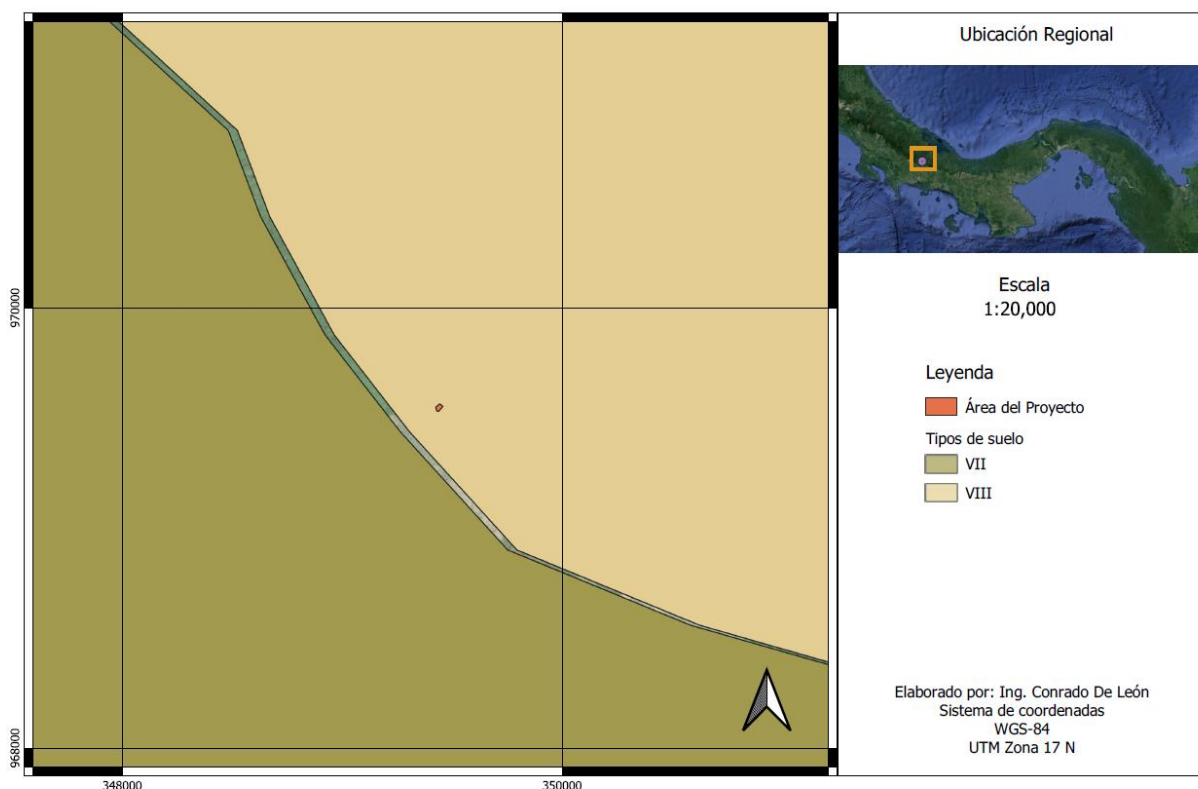 Ubicación Regional
Escala
1:20,000
Leyenda
Área del Proyecto
Tipos de suelo
VII
VIII
Elaborado por: Ing. Conrado De León
Sistema de coordenadas
WGS-84
UTM Zona 17 N
970000
968000
348000
350000